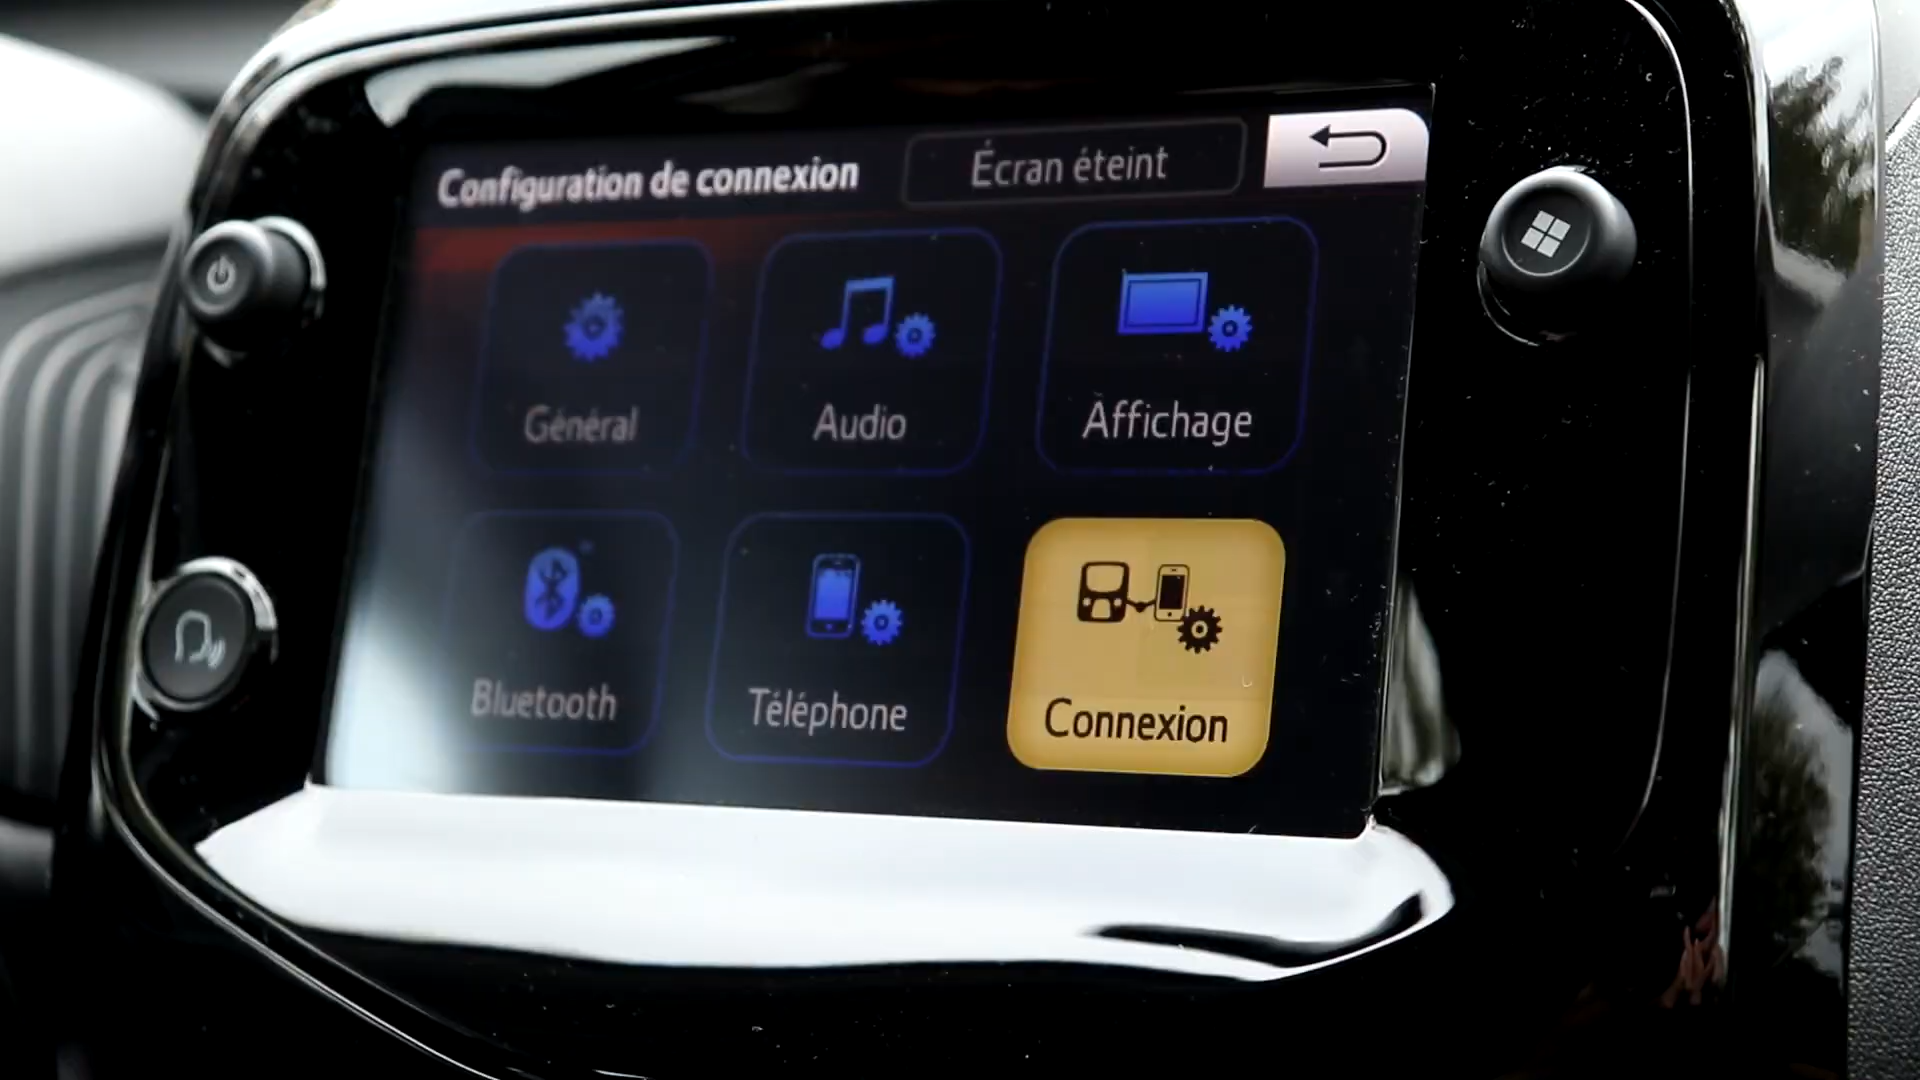 Configuration de connexion
Écran éteint
Général
Audio
Affichage
Bluetooth
Téléphone
Connexion